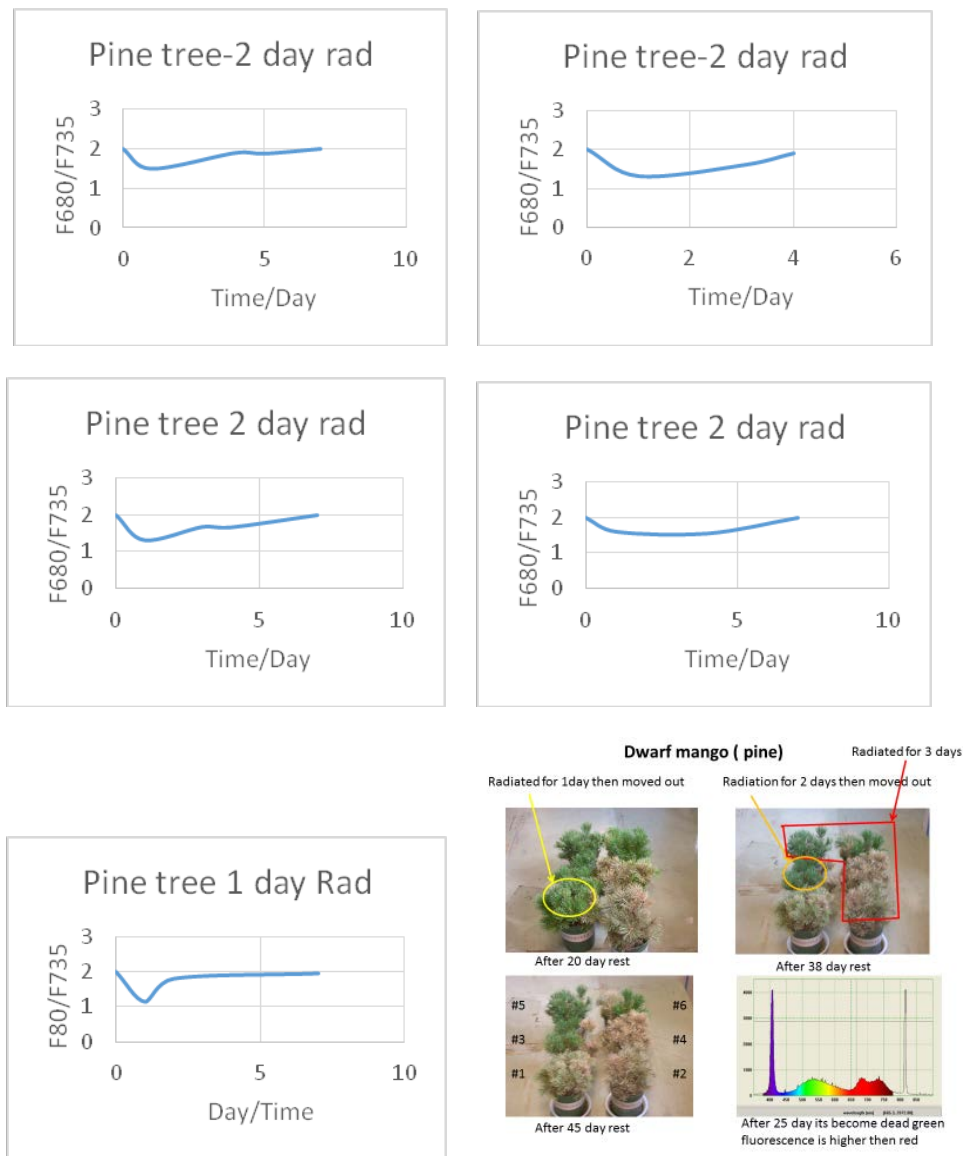 Pine tree-2 day rad
F680/F735
3
2
1
0
0
5
10
Time/Day
Pine tree-2 day rad
F680/F735
3
2
1
0
0
2
4
6
Time/Day
Pine tree 2 day rad
F680/F735
3
2
1
0
0
5
10
Time/Day
Pine tree 2 day rad
F680/F735
3
2
1
0
0
5
10
Time/Day
Pine tree 1 day Rad
F80/F735
3
2
1
0
0
5
10
Day/Time
Dwarf mango ( pine)
Radiated for 3 days
Radiated for 1day then moved out
Radiation for 2 days then moved out
After 20 day rest
After 38 day rest
#5
#6
#3
#4
#1
#2
After 45 day rest
After 25 day its become dead green
fluorescence is higher then red